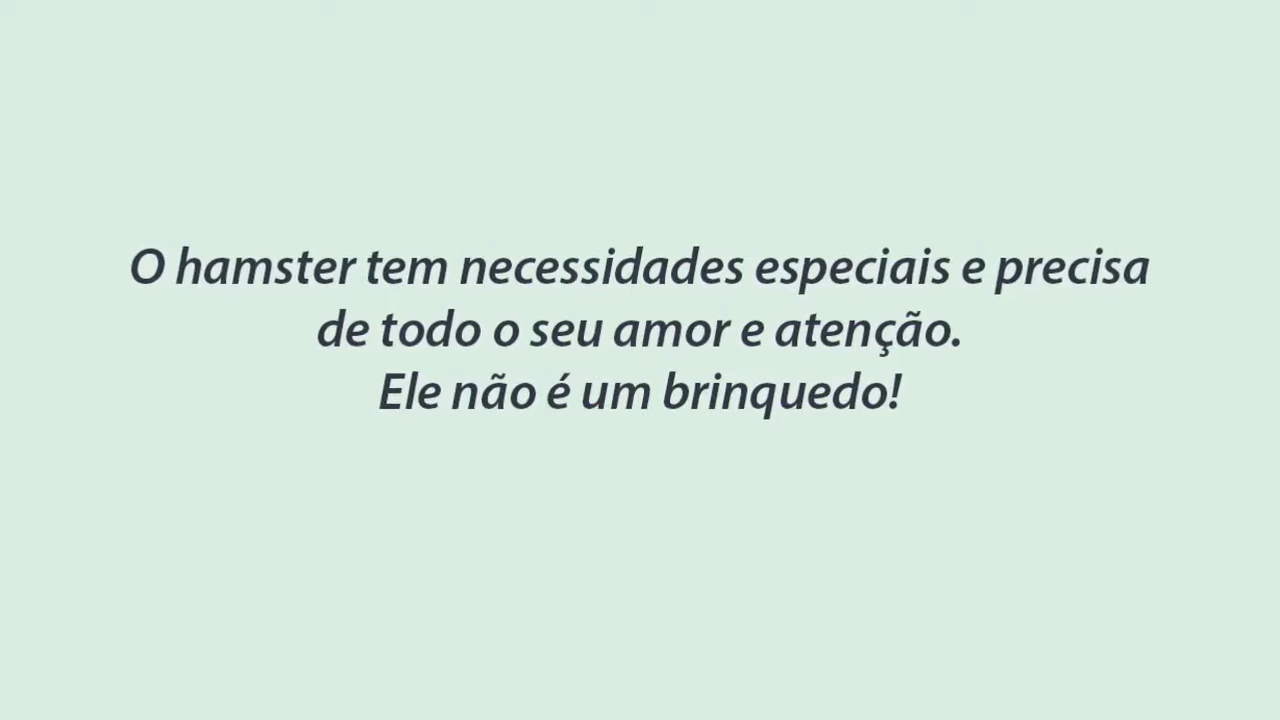 O hamster tem necessidades especiais e precisa
de todo o seu amor e atenção.
Ele não é um brinquedo!